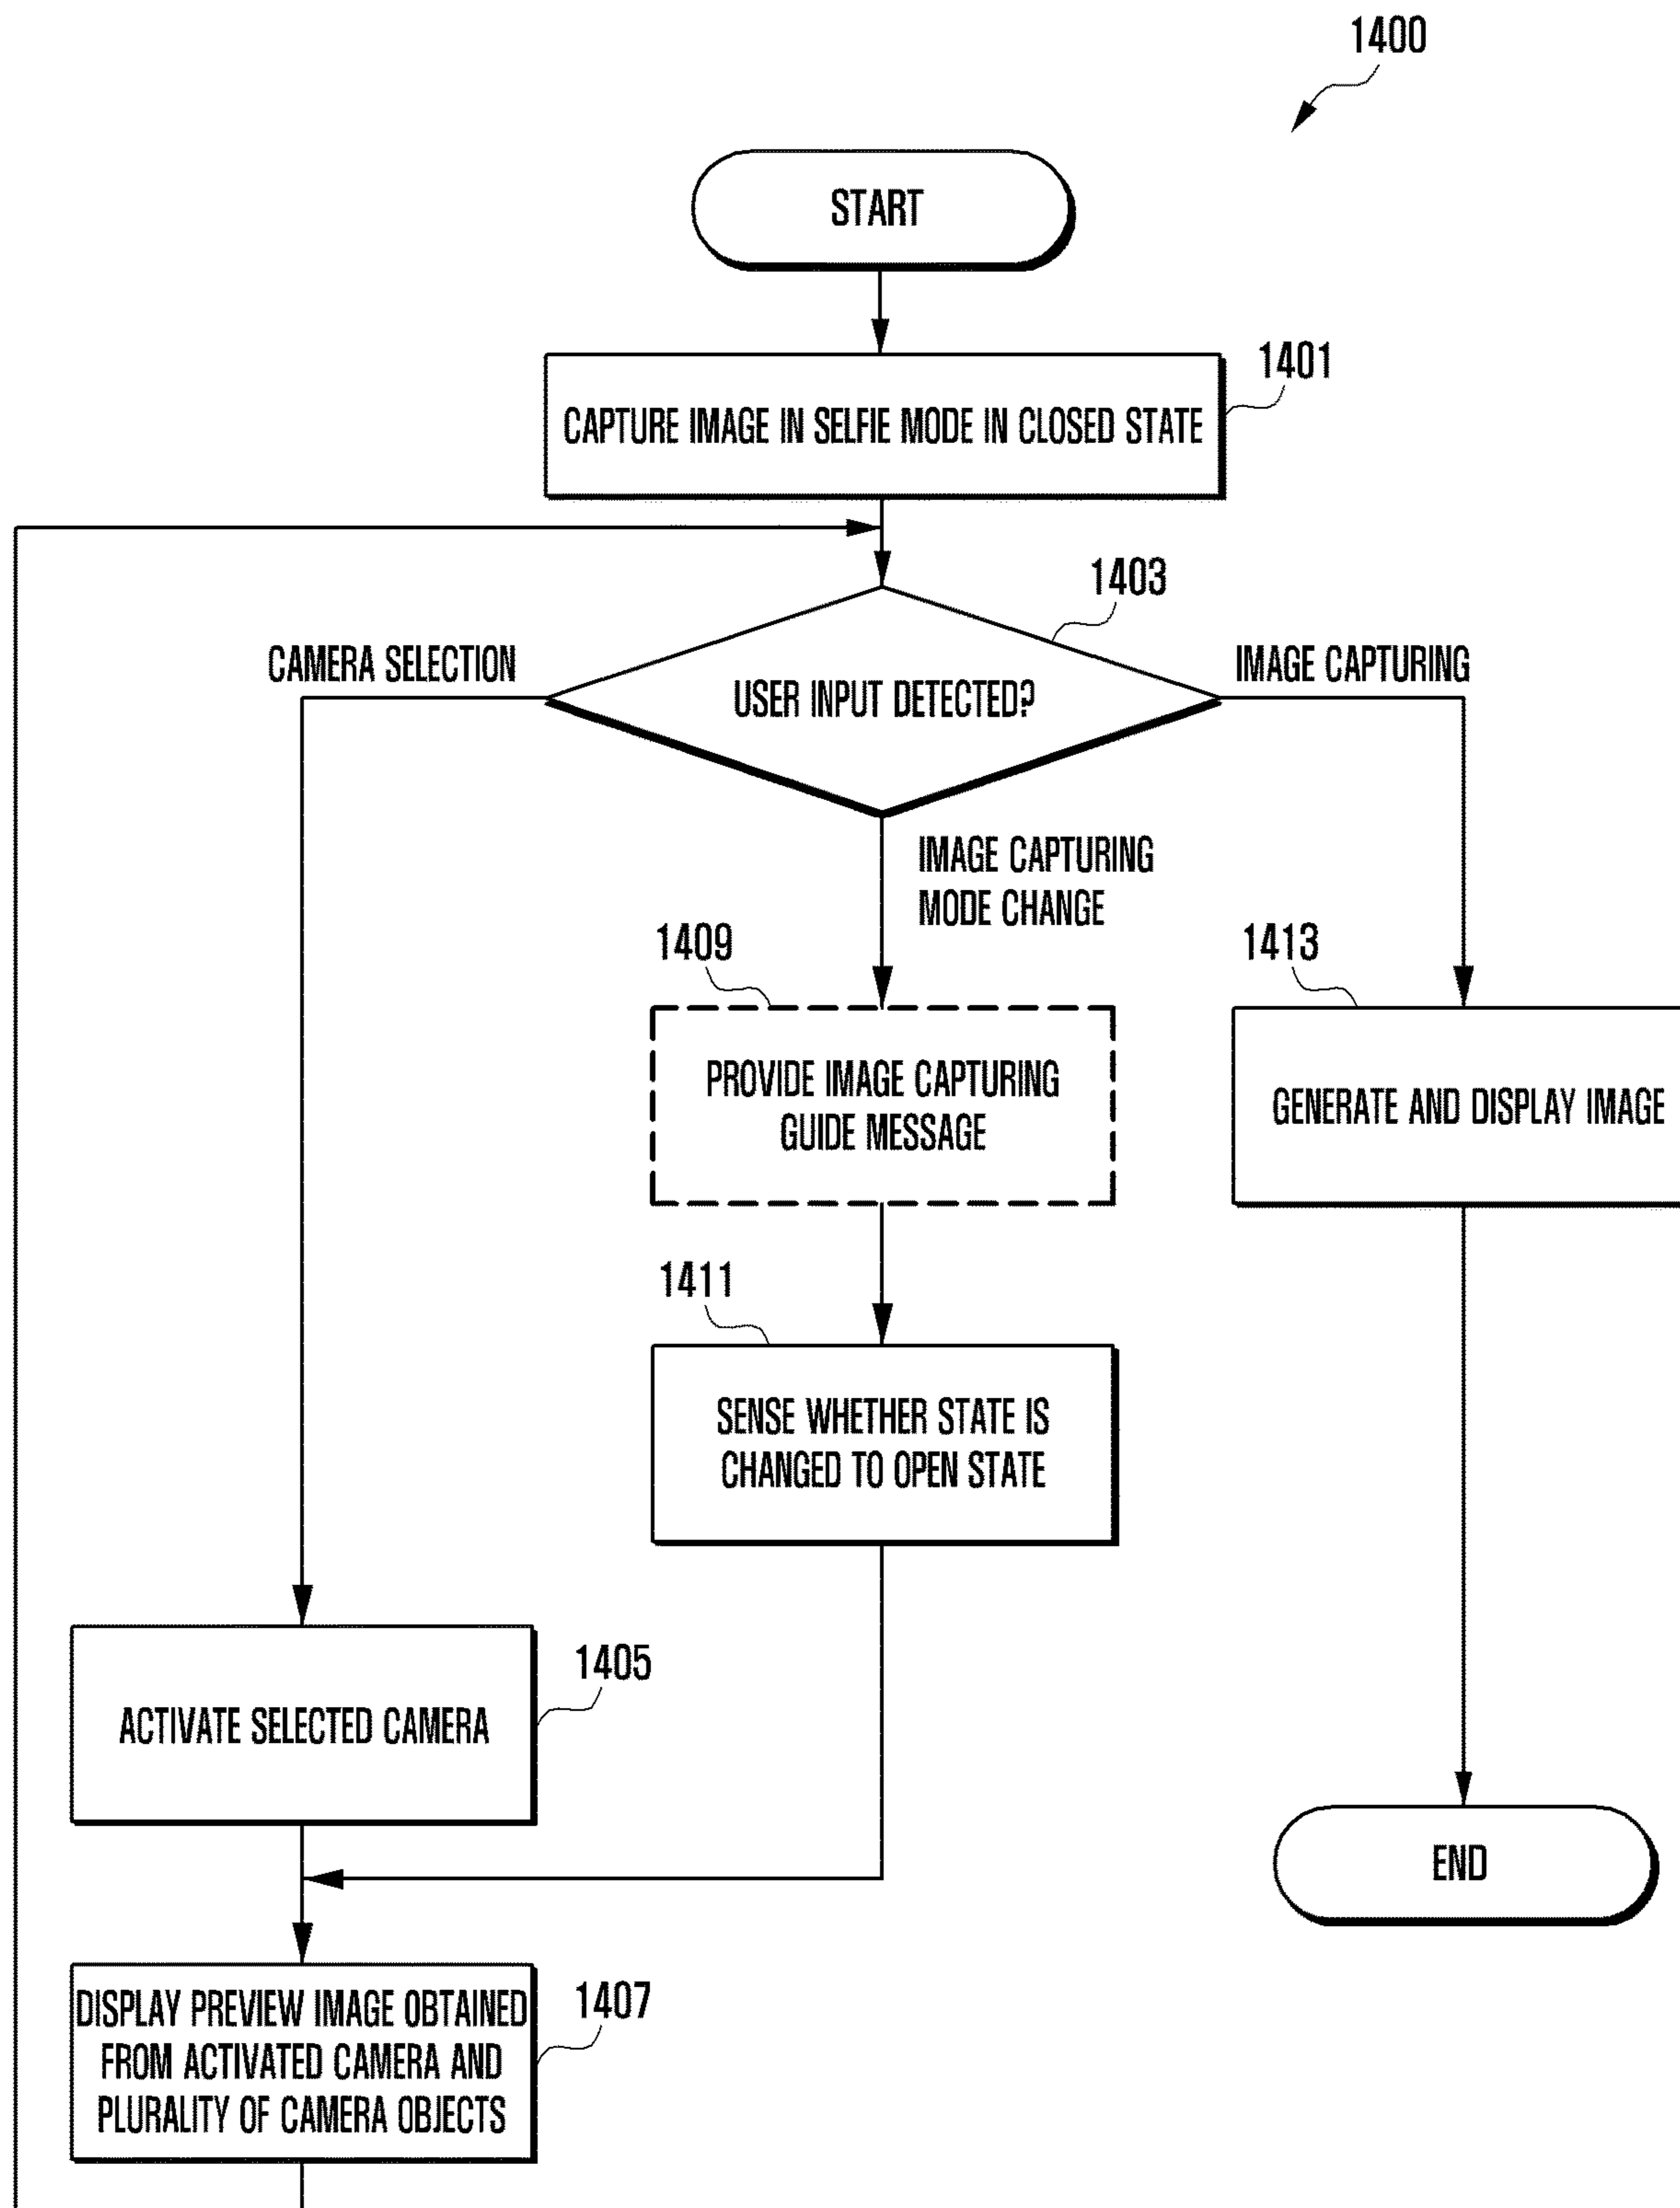 1400
START
1401
CAPTURE IMAGE IN SELFIE MODE IN CLOSED STATE
1403
CAMERA SELECTION
IMAGE CAPTURING
USER INPUT DETECTED?
IMAGE CAPTURING
MODE CHANGE
1409
1413
PROVIDE IMAGE CAPTURING
GUIDE MESSAGE
GENERATE AND DISPLAY IMAGE
1411
SENSE WHETHER STATE IS
CHANGED TO OPEN STATE
1405
ACTIVATE SELECTED CAMERA
END
1407
DISPLAY PREVIEW IMAGE OBTAINED
FROM ACTIVATED CAMERA AND
PLURALITY OF CAMERA OBJECTS